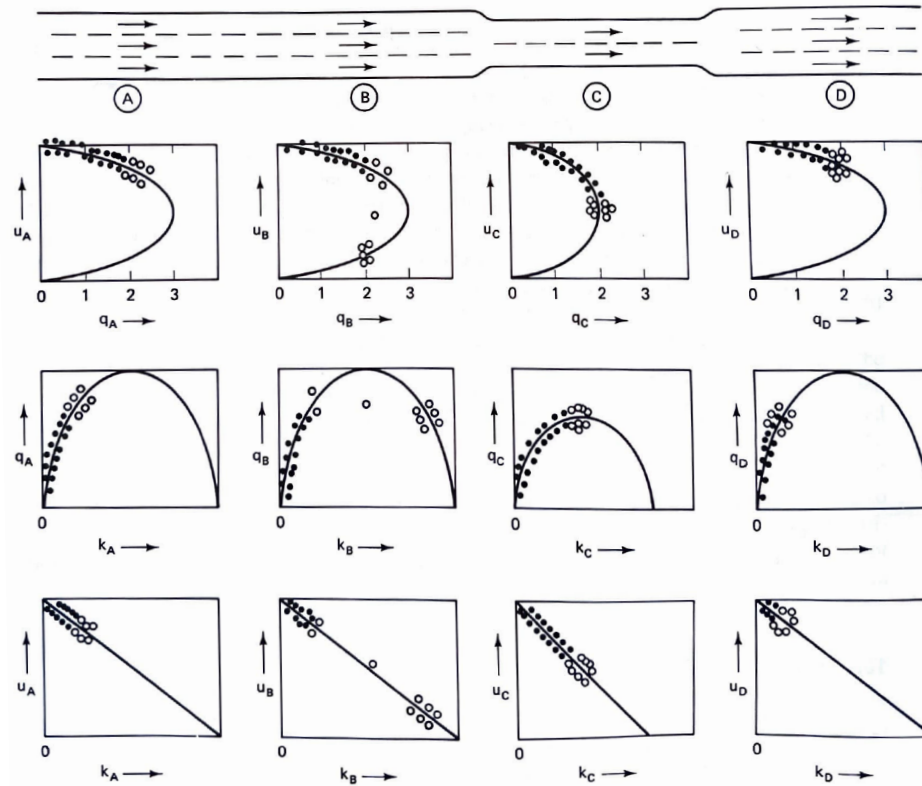 A B C D
u_A u_B u_C u_D
0 1 2 3 0 1 2 3 0 1 2 3 0 1 2 3
q_A q_B q_C q_D
q_A q_B q_C q_D
0 0 0 0
k_A k_B k_C k_D
u_A u_B u_C u_D
0 0 0 0
k_A k_B k_C k_D